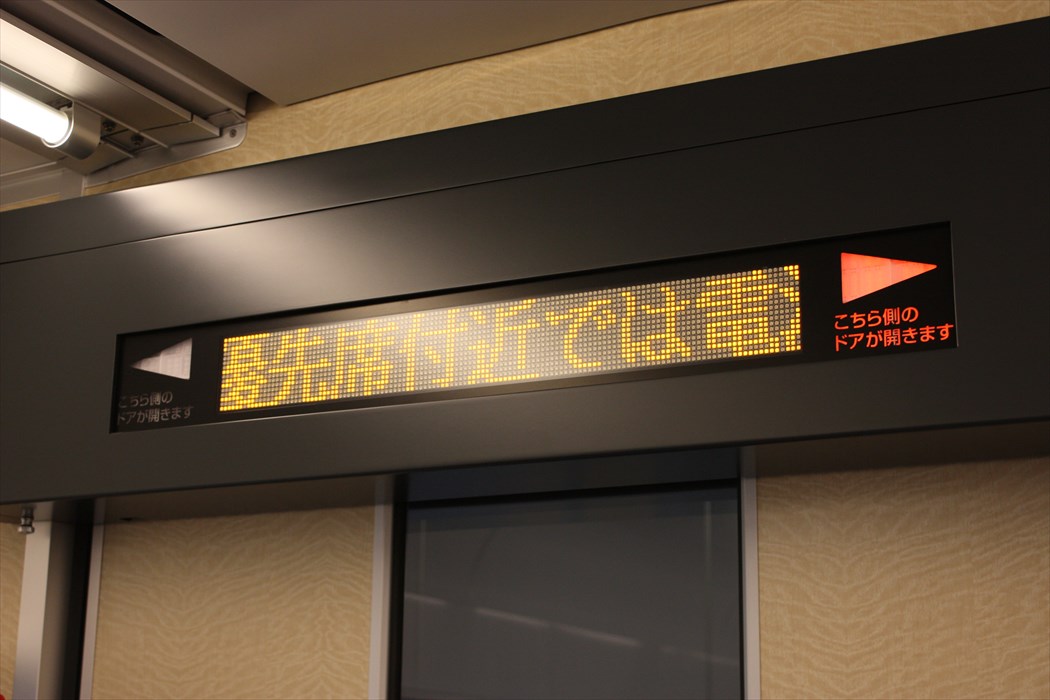 こちら側の
ドアが開きます
優先席付近では電
こちら側の
ドアが開きます